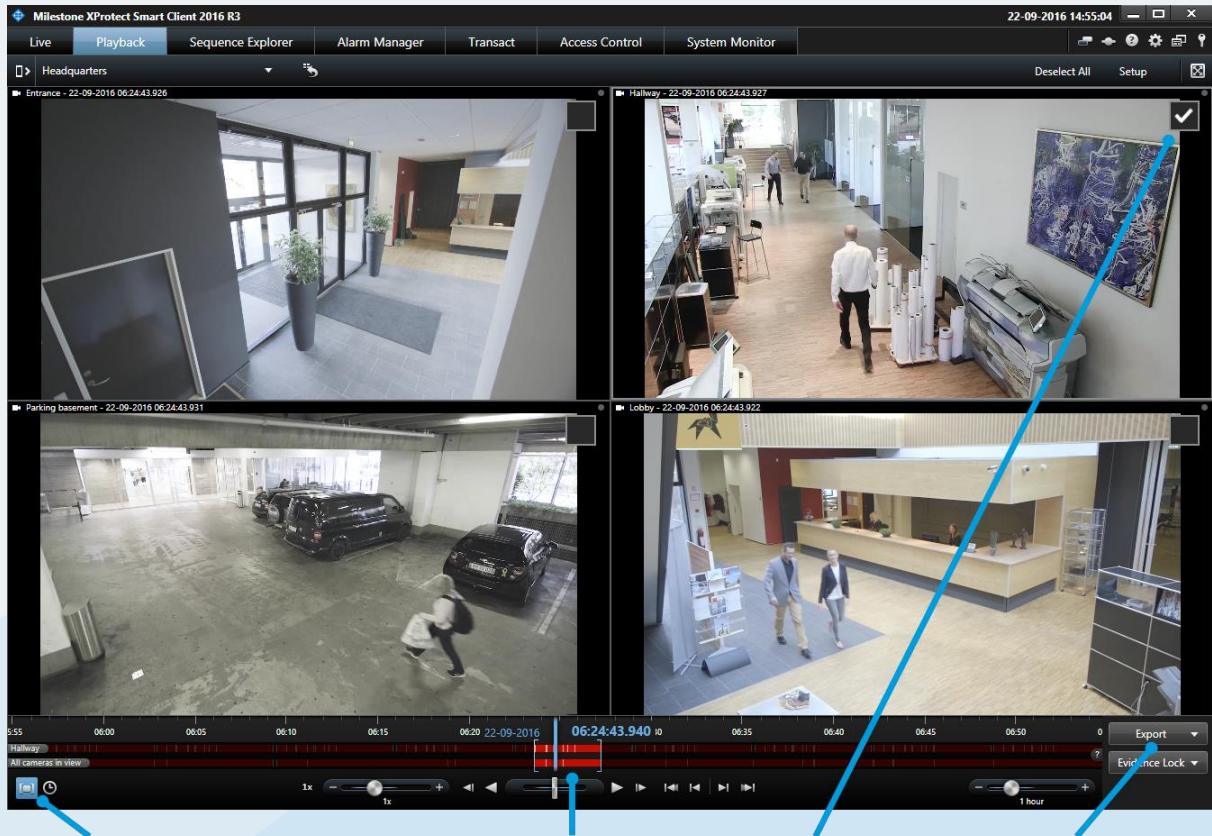 Milestone XProtect Smart Client 2016 R3
22-09-2016 14:55:04
Live Playback Sequence Explorer Alarm Manager Transact Access Control System Monitor
Headquarters
Deselect All Setup
Entrance - 22-09-2016 06:24:43.926
Hallway - 22-09-2016 06:24:43.927
Parking basement - 22-09-2016 06:24:43.931
Lobby - 22-09-2016 06:24:43.922
5:55 06:00 06:05 06:10 06:15 06:20 22-09-2016 06:24:43.940 06:35 06:40 06:45 06:50
Export
Hallway
All cameras in view
?
Evidence Lock
1x
1x
1 hour